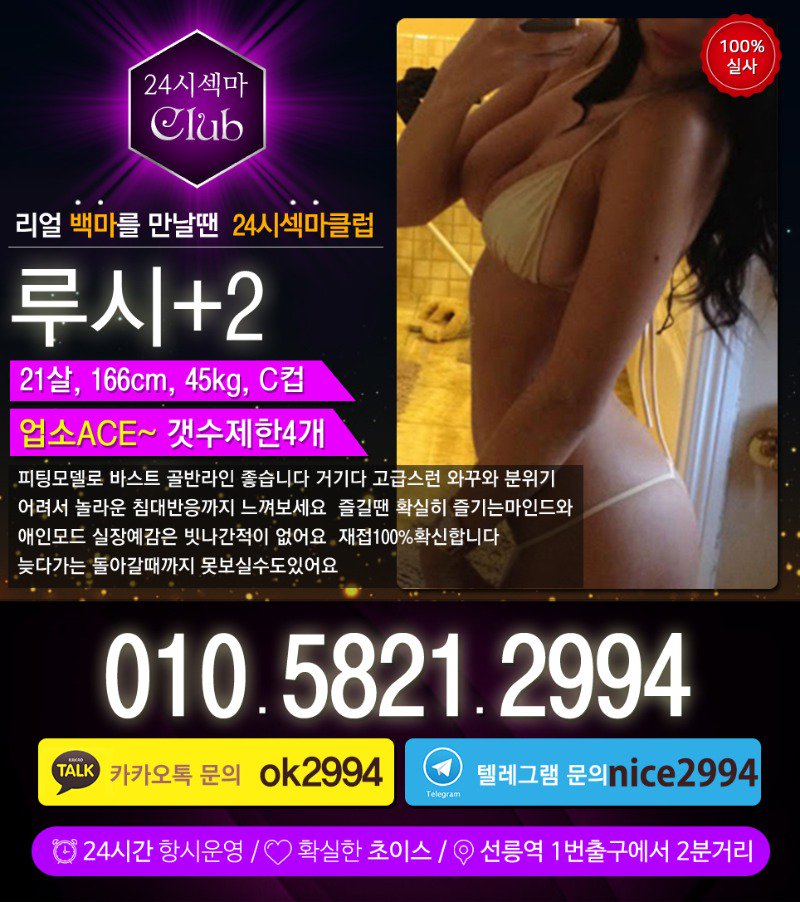 24시섹마
Club
100%
실사
리얼 백마를 만날땐 24시섹마클럽
루시+2
21살, 166cm, 45kg, C컵
업소ACE~ 갯수제한4개
피팅모델로 바스트 골반라인 좋습니다 거기다 고급스런 와꾸와 분위기
어려서 놀라운 침대반응까지 느껴보세요 즐길땐 확실히 즐기는마인드와
애인모드 실장예감은 빗나간적이 없어요 재접100%확신합니다
늦다가는 돌아갈때까지 못보실수도있어요
010.5821.2994
KAKAO TALK 카카오톡 문의 ok2994
Telegram 텔레그램 문의nice2994
24시간 항시운영 / 확실한 초이스 / 선릉역 1번출구에서 2분거리